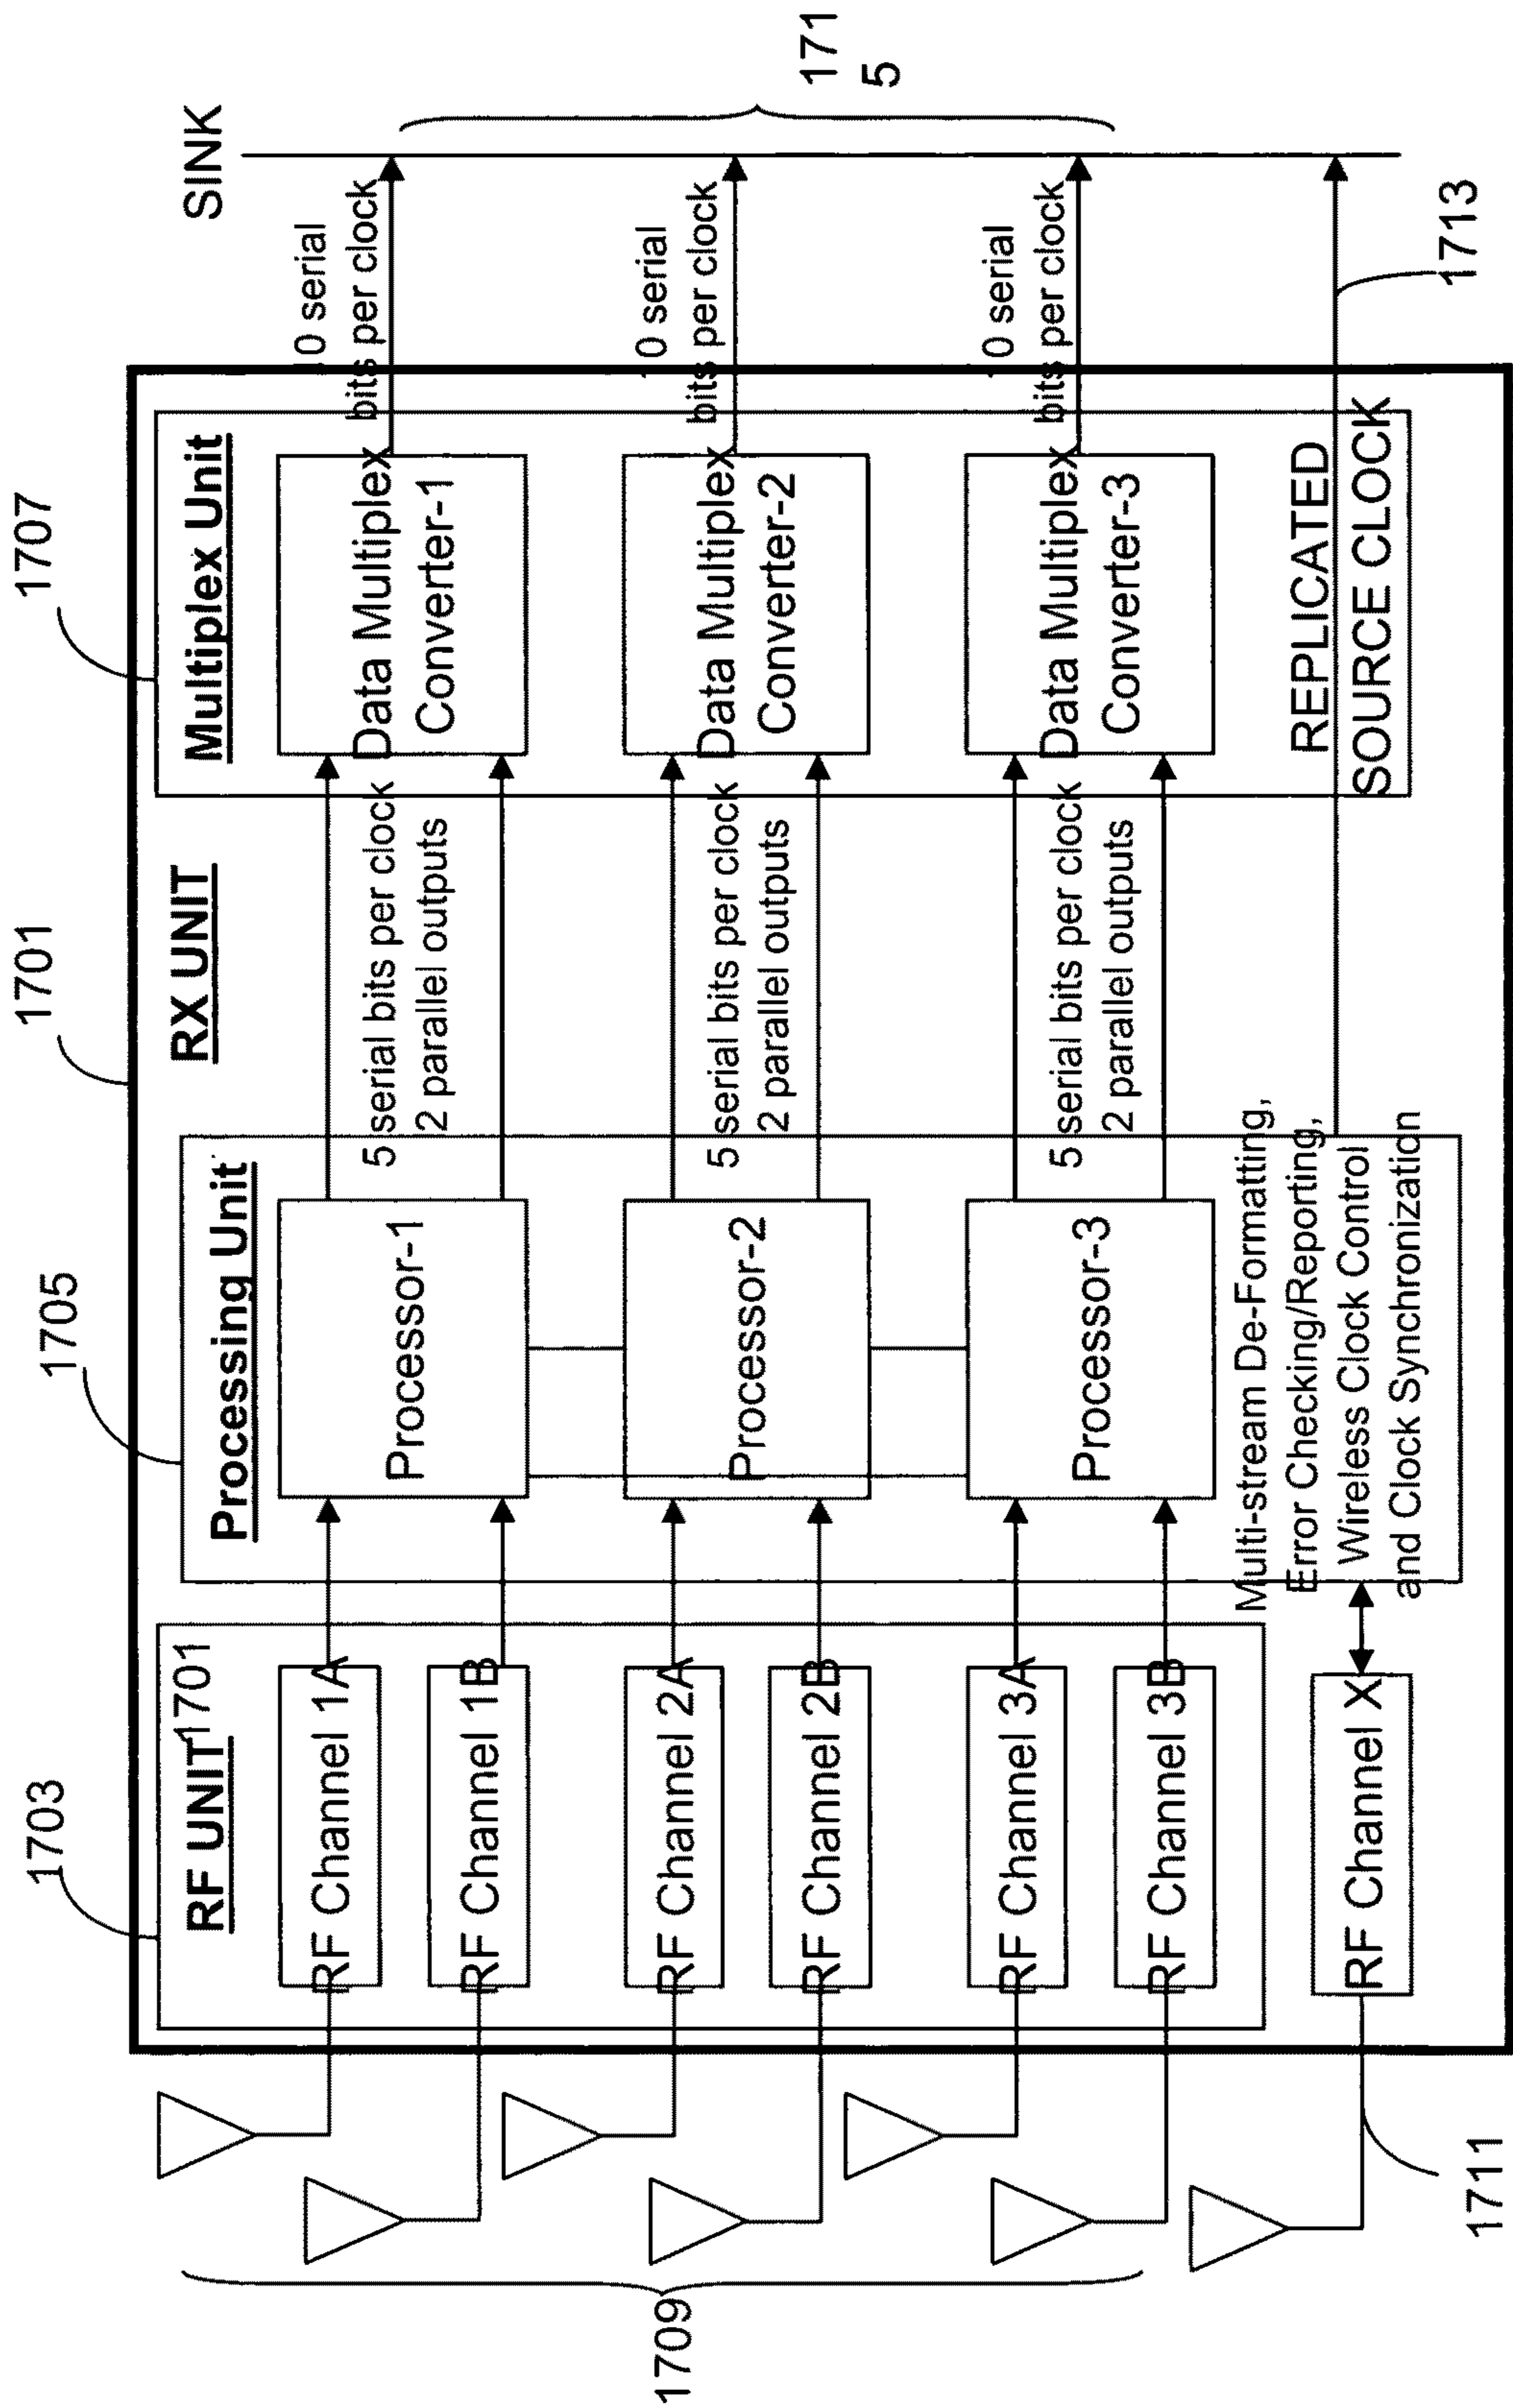 1701
1703
1705
1707
RX UNIT
RF UNIT
1701
Processing Unit
Multiplex Unit
SINK
RF Channel 1A
RF Channel 1B
RF Channel 2A
RF Channel 2B
RF Channel 3A
RF Channel 3B
RF Channel X
Processor-1
Processor-2
Processor-3
Multi-stream De-Formatting,
Error Checking/Reporting,
Wireless Clock Control
and Clock Synchronization
5 serial bits per clock
2 parallel outputs
5 serial bits per clock
2 parallel outputs
5 serial bits per clock
2 parallel outputs
Data Multiplex
Converter-1
Data Multiplex
Converter-2
Data Multiplex
Converter-3
REPLICATED
SOURCE CLOCK
0 serial
bits per clock
0 serial
bits per clock
0 serial
bits per clock
171
5
1709
1711
1713